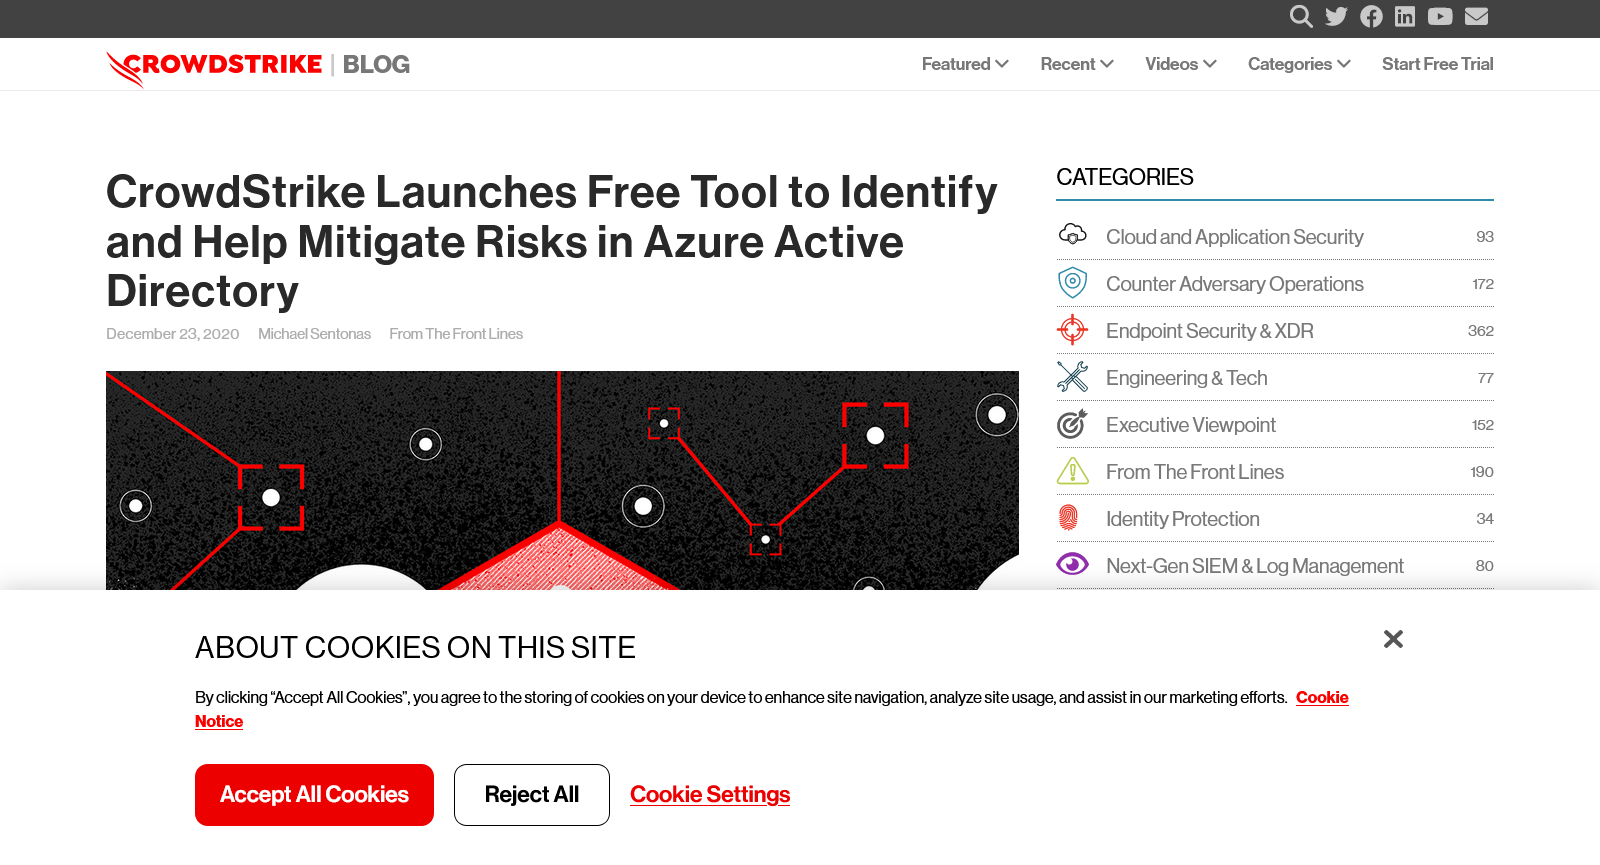 CROWDSTRIKE | BLOG
Featured Recent Videos Categories Start Free Trial
CrowdStrike Launches Free Tool to Identify
and Help Mitigate Risks in Azure Active
Directory
December 23, 2020 Michael Sentonas From The Front Lines
CATEGORIES
Cloud and Application Security 93
Counter Adversary Operations 172
Endpoint Security & XDR 362
Engineering & Tech 77
Executive Viewpoint 152
From The Front Lines 190
Identity Protection 34
Next-Gen SIEM & Log Management 80
ABOUT COOKIES ON THIS SITE
By clicking “Accept All Cookies”, you agree to the storing of cookies on your device to enhance site navigation, analyze site usage, and assist in our marketing efforts. Cookie
Notice
Accept All Cookies Reject All Cookie Settings